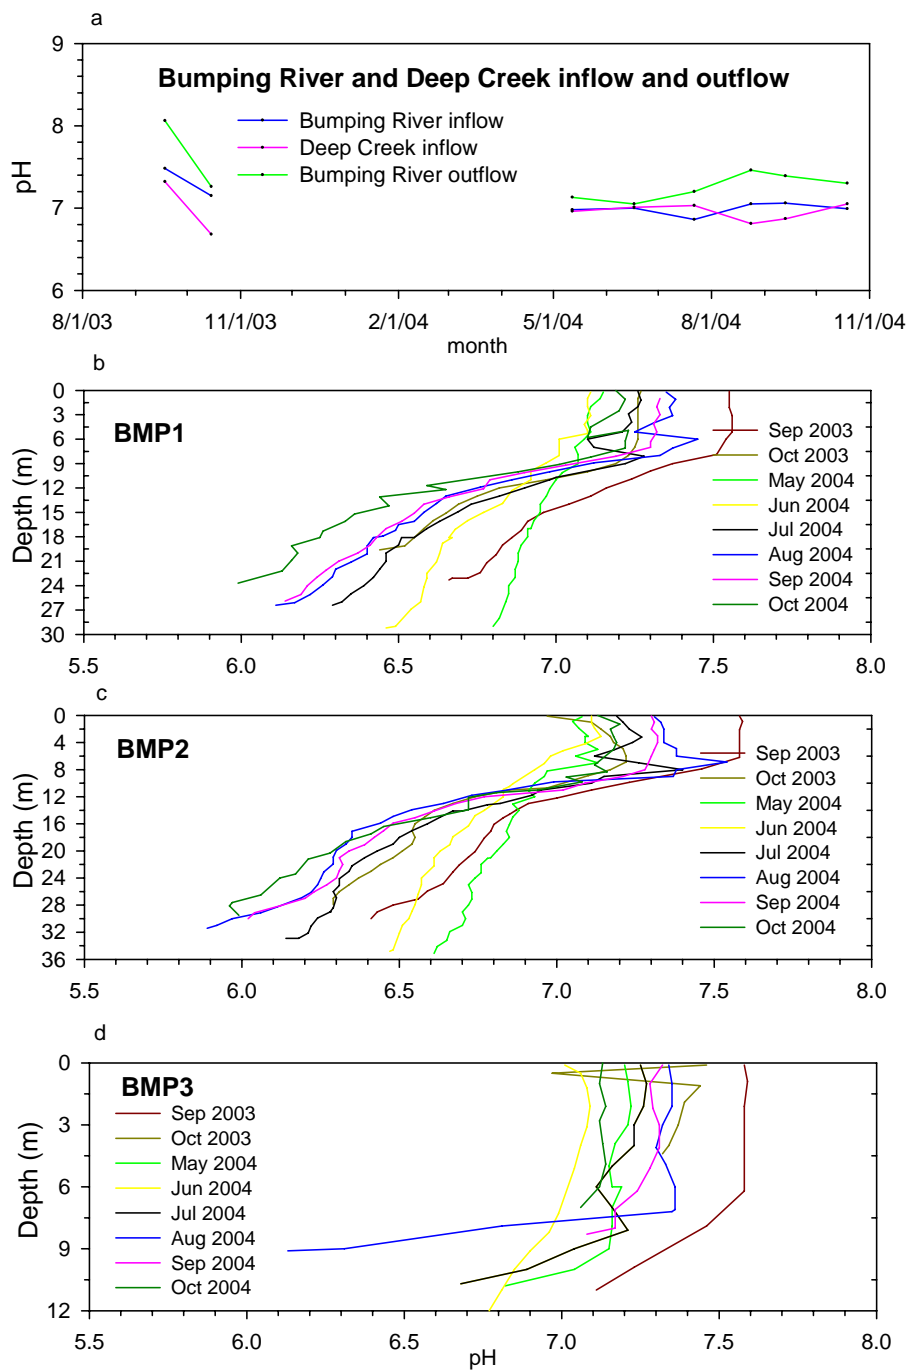 a
Bumping River and Deep Creek inflow and outflow
Bumping River inflow
Deep Creek inflow
Bumping River outflow
pH
9
8
7
6
8/1/03 11/1/03 2/1/04 5/1/04 8/1/04 11/1/04
month
b
BMP1
Depth (m)
0
3
6
9
12
15
18
21
24
27
30
Sep 2003
Oct 2003
May 2004
Jun 2004
Jul 2004
Aug 2004
Sep 2004
Oct 2004
5.5 6.0 6.5 7.0 7.5 8.0
c
BMP2
Depth (m)
0
4
8
12
16
20
24
28
32
36
Sep 2003
Oct 2003
May 2004
Jun 2004
Jul 2004
Aug 2004
Sep 2004
Oct 2004
5.5 6.0 6.5 7.0 7.5 8.0
d
BMP3
Depth (m)
0
3
6
9
12
Sep 2003
Oct 2003
May 2004
Jun 2004
Jul 2004
Aug 2004
Sep 2004
Oct 2004
5.5 6.0 6.5 7.0 7.5 8.0
pH